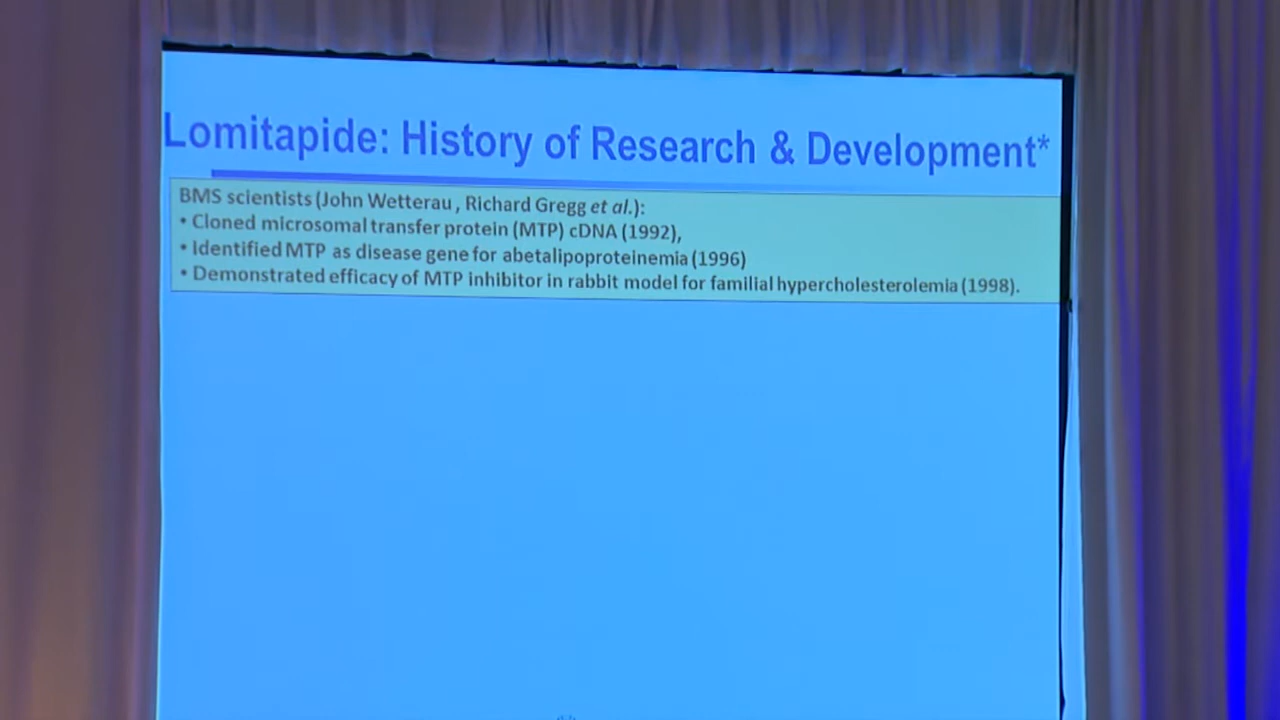 Lomitapide: History of Research & Development*
BMS scientists (John Wetterau, Richard Gregg et al.):
• Cloned microsomal transfer protein (MTP) cDNA (1992),
• Identified MTP as disease gene for abetalipoproteinemia (1996)
• Demonstrated efficacy of MTP inhibitor in rabbit model for familial hypercholesterolemia (1998).